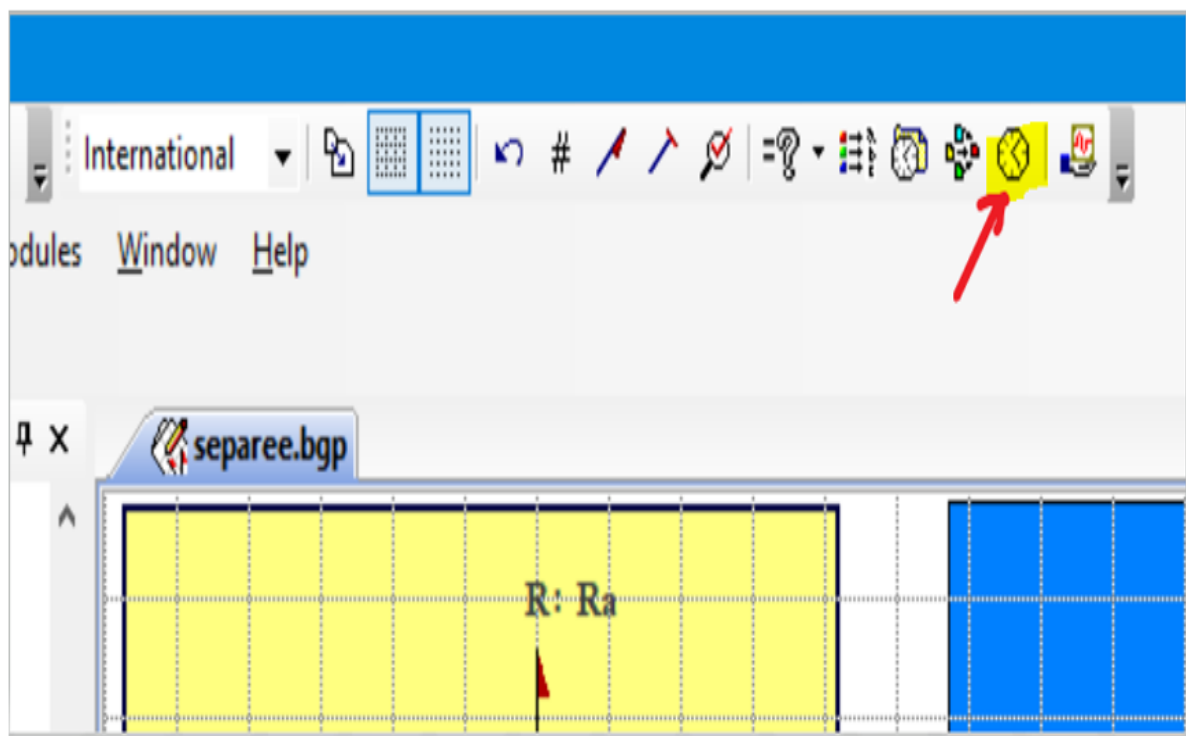 International
# =?
odules Window Help
separee.bgp
R: Ra